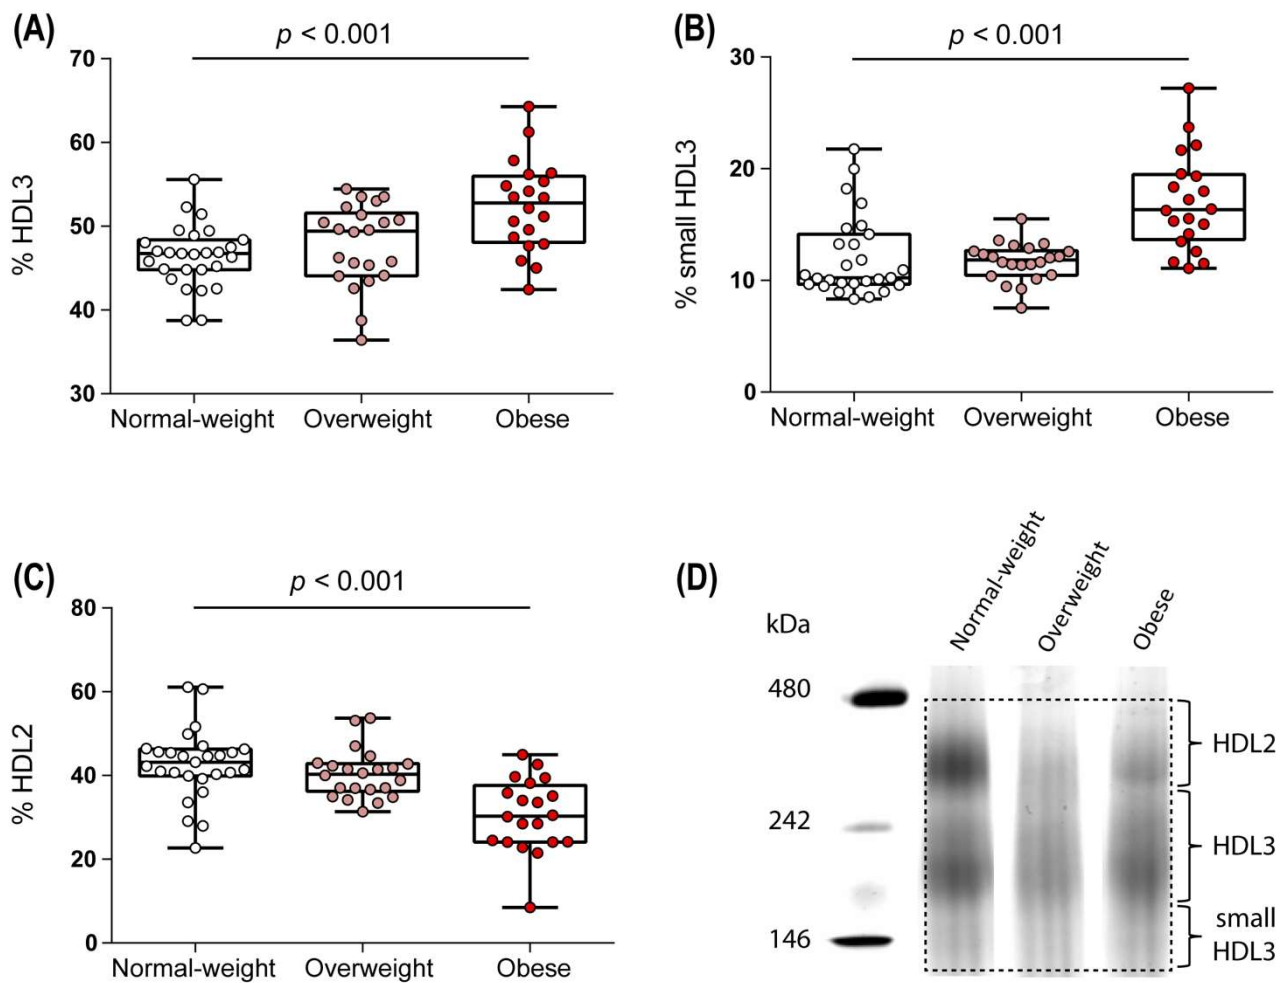 (A)
p < 0.001
70
60
50
40
30
% HDL3
Normal-weight Overweight Obese
(B)
p < 0.001
30
20
10
0
% small HDL3
Normal-weight Overweight Obese
(C)
p < 0.001
80
60
40
20
0
% HDL2
Normal-weight Overweight Obese
(D)
kDa
Normal-weight
Overweight
Obese
480
242
146
HDL2
HDL3
small
HDL3